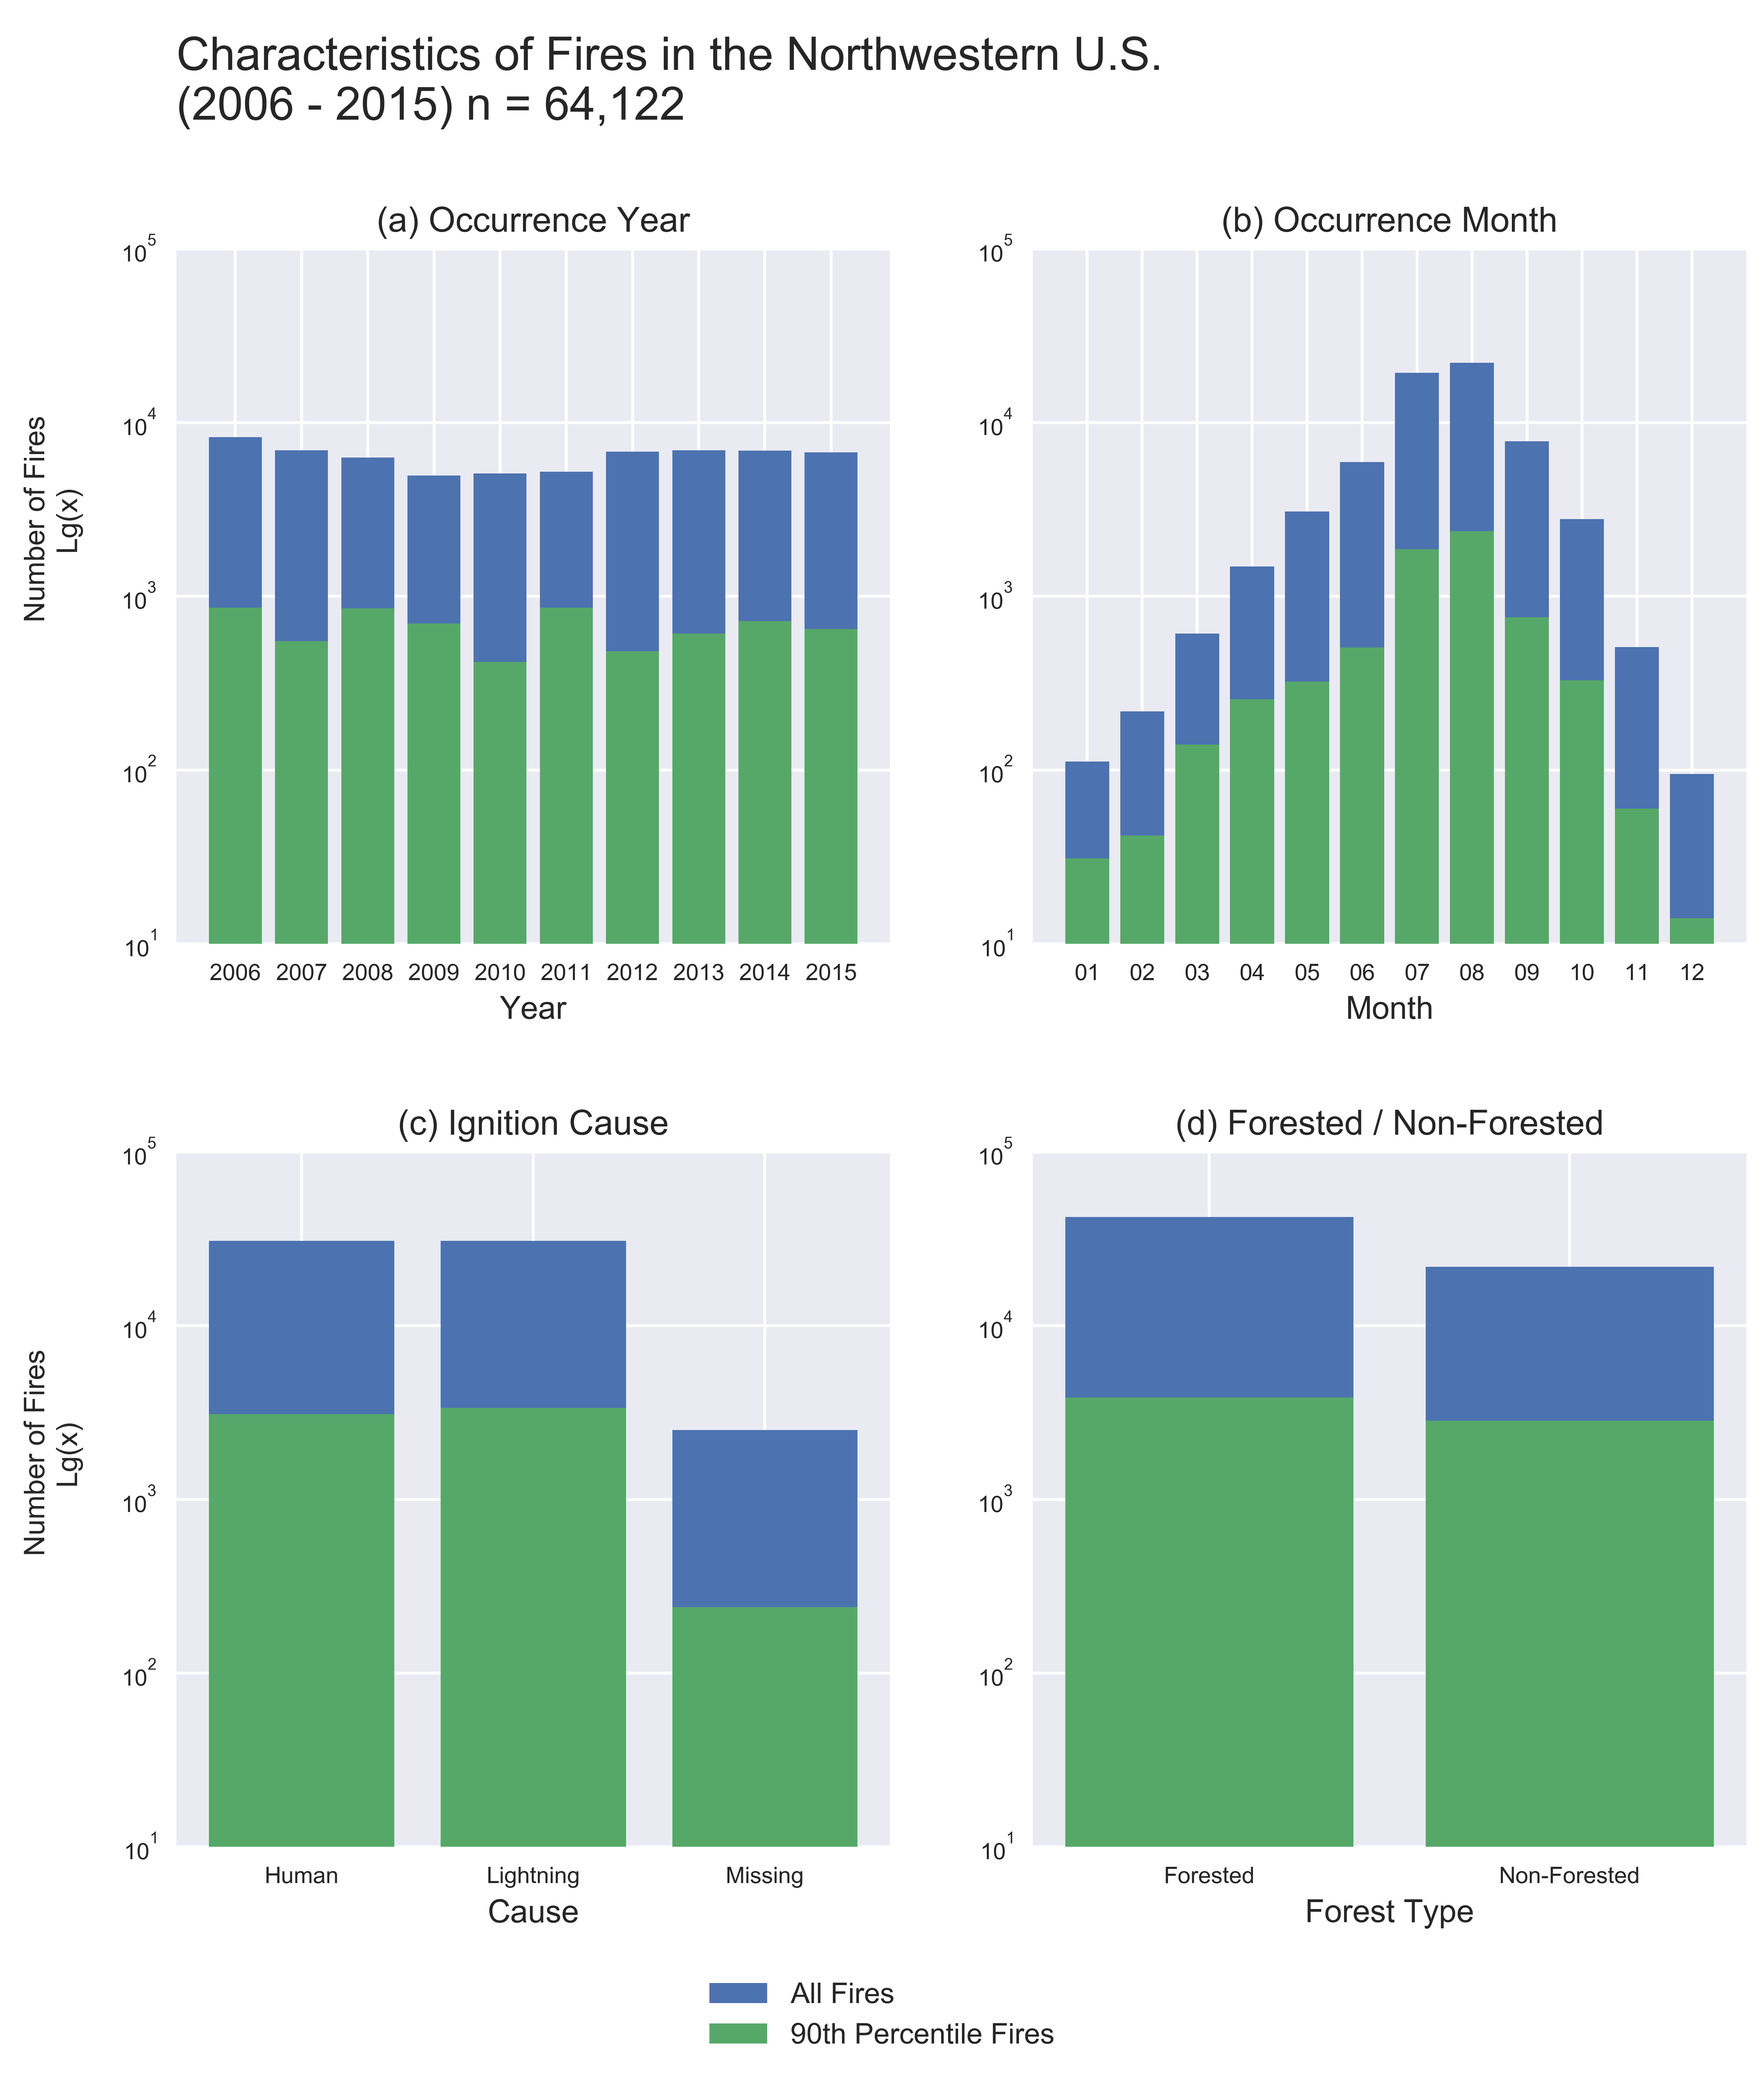 Characteristics of Fires in the Northwestern U.S.
(2006 - 2015) n = 64,122
(a) Occurrence Year
10^5
10^4
10^3
10^2
10^1
Number of Fires
Lg(x)
2006 2007 2008 2009 2010 2011 2012 2013 2014 2015
Year
(b) Occurrence Month
10^5
10^4
10^3
10^2
10^1
01 02 03 04 05 06 07 08 09 10 11 12
Month
(c) Ignition Cause
10^5
10^4
10^3
10^2
10^1
Number of Fires
Lg(x)
Human Lightning Missing
Cause
(d) Forested / Non-Forested
10^5
10^4
10^3
10^2
10^1
Forested Non-Forested
Forest Type
All Fires
90th Percentile Fires